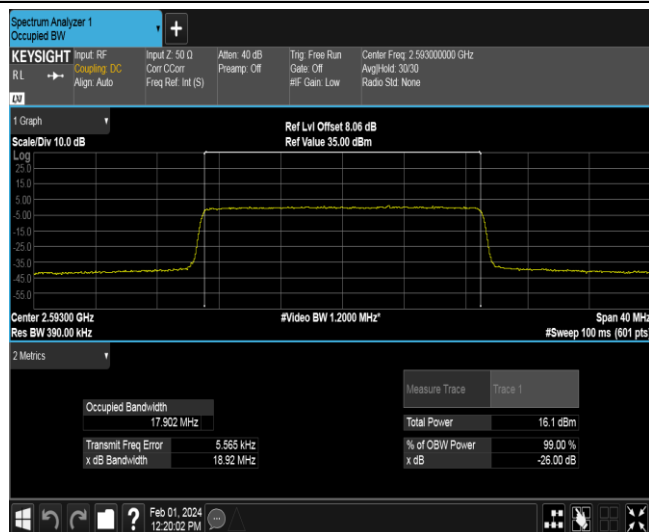 Spectrum Analyzer 1
Occupied BW
+
KEYSIGHT Input: RF Input Z: 50 Ω Atten: 40 dB Trig: Free Run Center Freq: 2.593000000 GHz
RL Coupling: DC Corr CCorr Preamp: Off Gate: Off Avg|Hold: 30/30
Align: Auto Freq Ref: Int (S) #IF Gain: Low Radio Std: None
LXI
1 Graph
Ref Lvl Offset 8.06 dB
Scale/Div 10.0 dB Ref Value 35.00 dBm
Log
25.0
15.0
5.00
-5.00
-15.0
-25.0
-35.0
-45.0
-55.0
Center 2.59300 GHz #Video BW 1.2000 MHz* Span 40 MHz
Res BW 390.00 kHz #Sweep 100 ms (601 pts)
2 Metrics
Measure Trace Trace 1
Occupied Bandwidth
17.902 MHz Total Power 16.1 dBm
Transmit Freq Error 5.565 kHz % of OBW Power 99.00 %
x dB Bandwidth 18.92 MHz x dB -26.00 dB
? Feb 01, 2024
12:20:02 PM